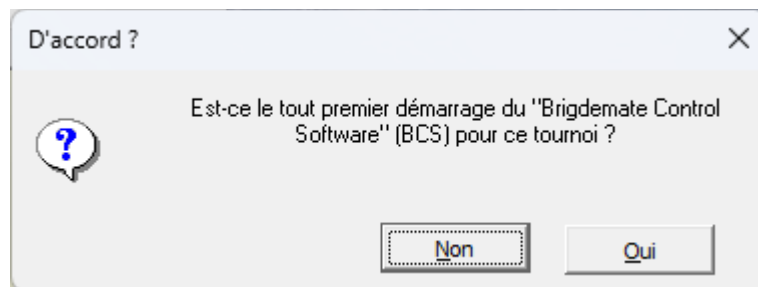 D'accord ?
Est-ce le tout premier démarrage du "Brigdemate Control
Software" (BCS) pour ce tournoi ?
Non
Oui